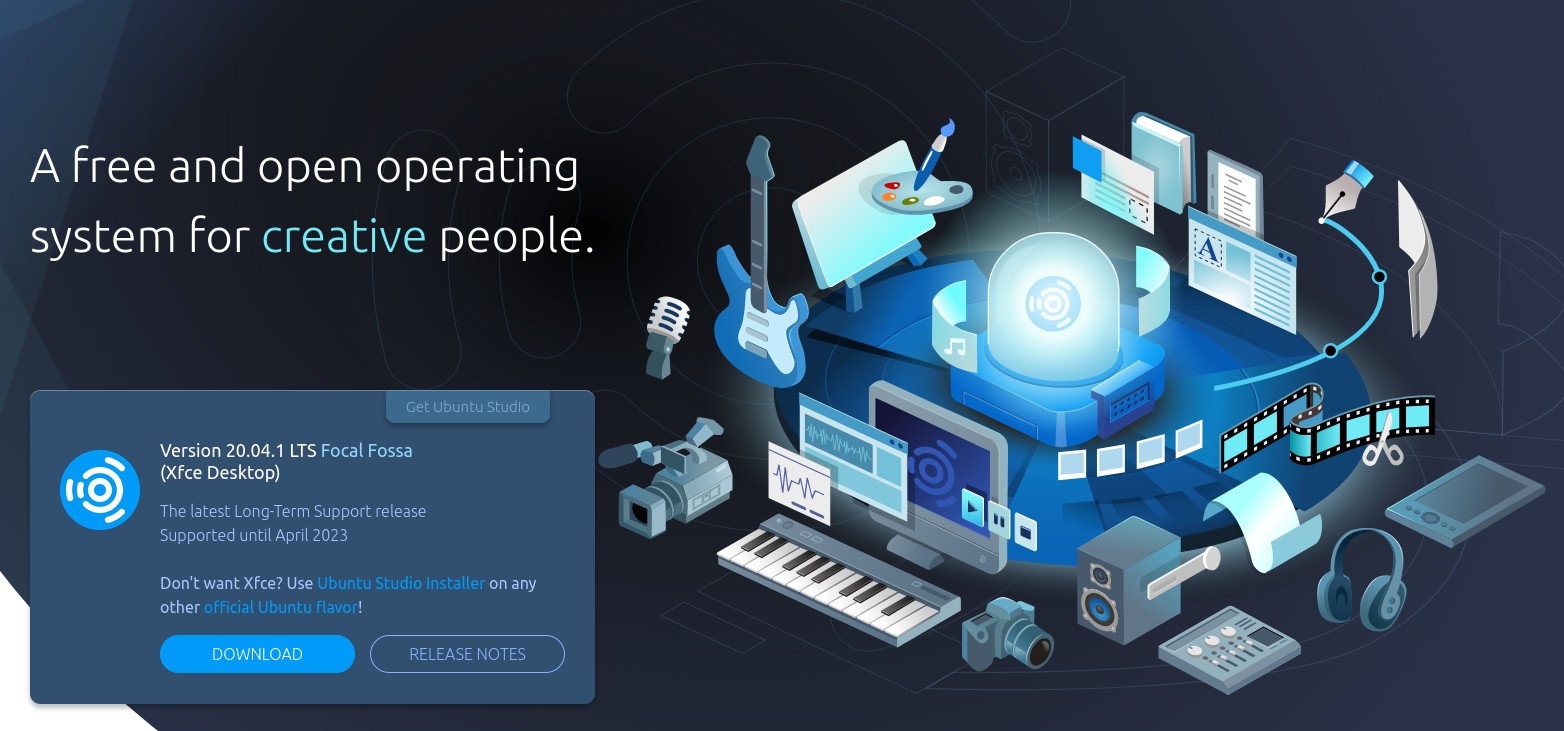 A free and open operating
system for creative people.
Get Ubuntu Studio
Version 20.04.1 LTS Focal Fossa
(Xfce Desktop)
The latest Long-Term Support release
Supported until April 2023
Don't want Xfce? Use Ubuntu Studio Installer on any
other official Ubuntu flavor!
DOWNLOAD
RELEASE NOTES
A